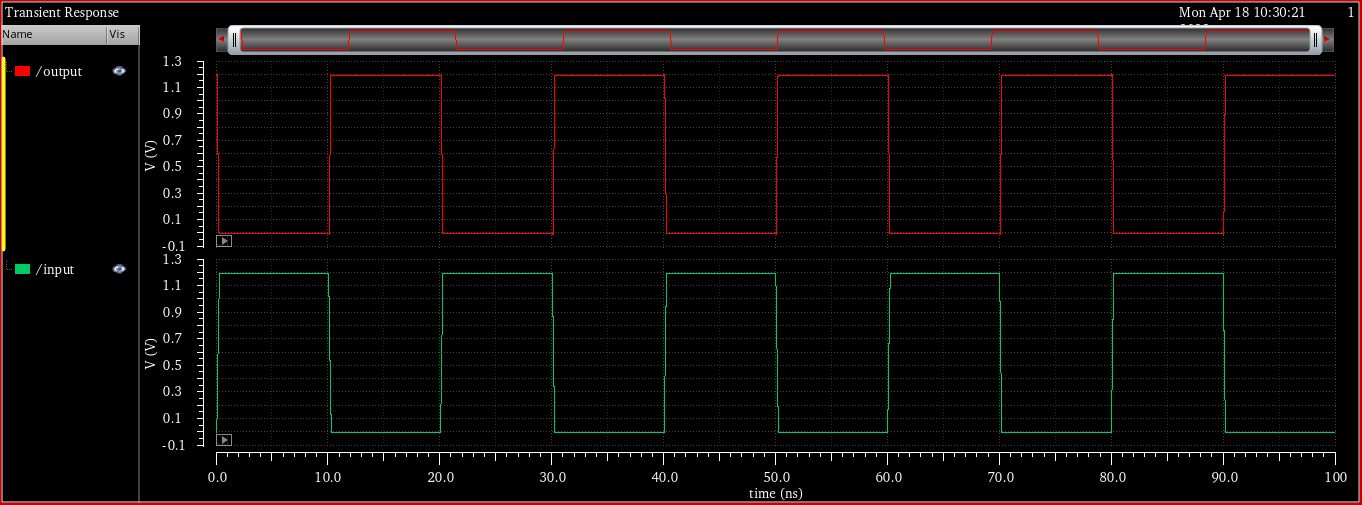 Transient Response
Mon Apr 18 10:30:21 1
Name Vis
/output
1.3
1.1
0.9
0.7
0.5
0.3
0.1
-0.1
V (V)
/input
1.3
1.1
0.9
0.7
0.5
0.3
0.1
-0.1
V (V)
0.0 10.0 20.0 30.0 40.0 50.0 60.0 70.0 80.0 90.0 100
time (ns)